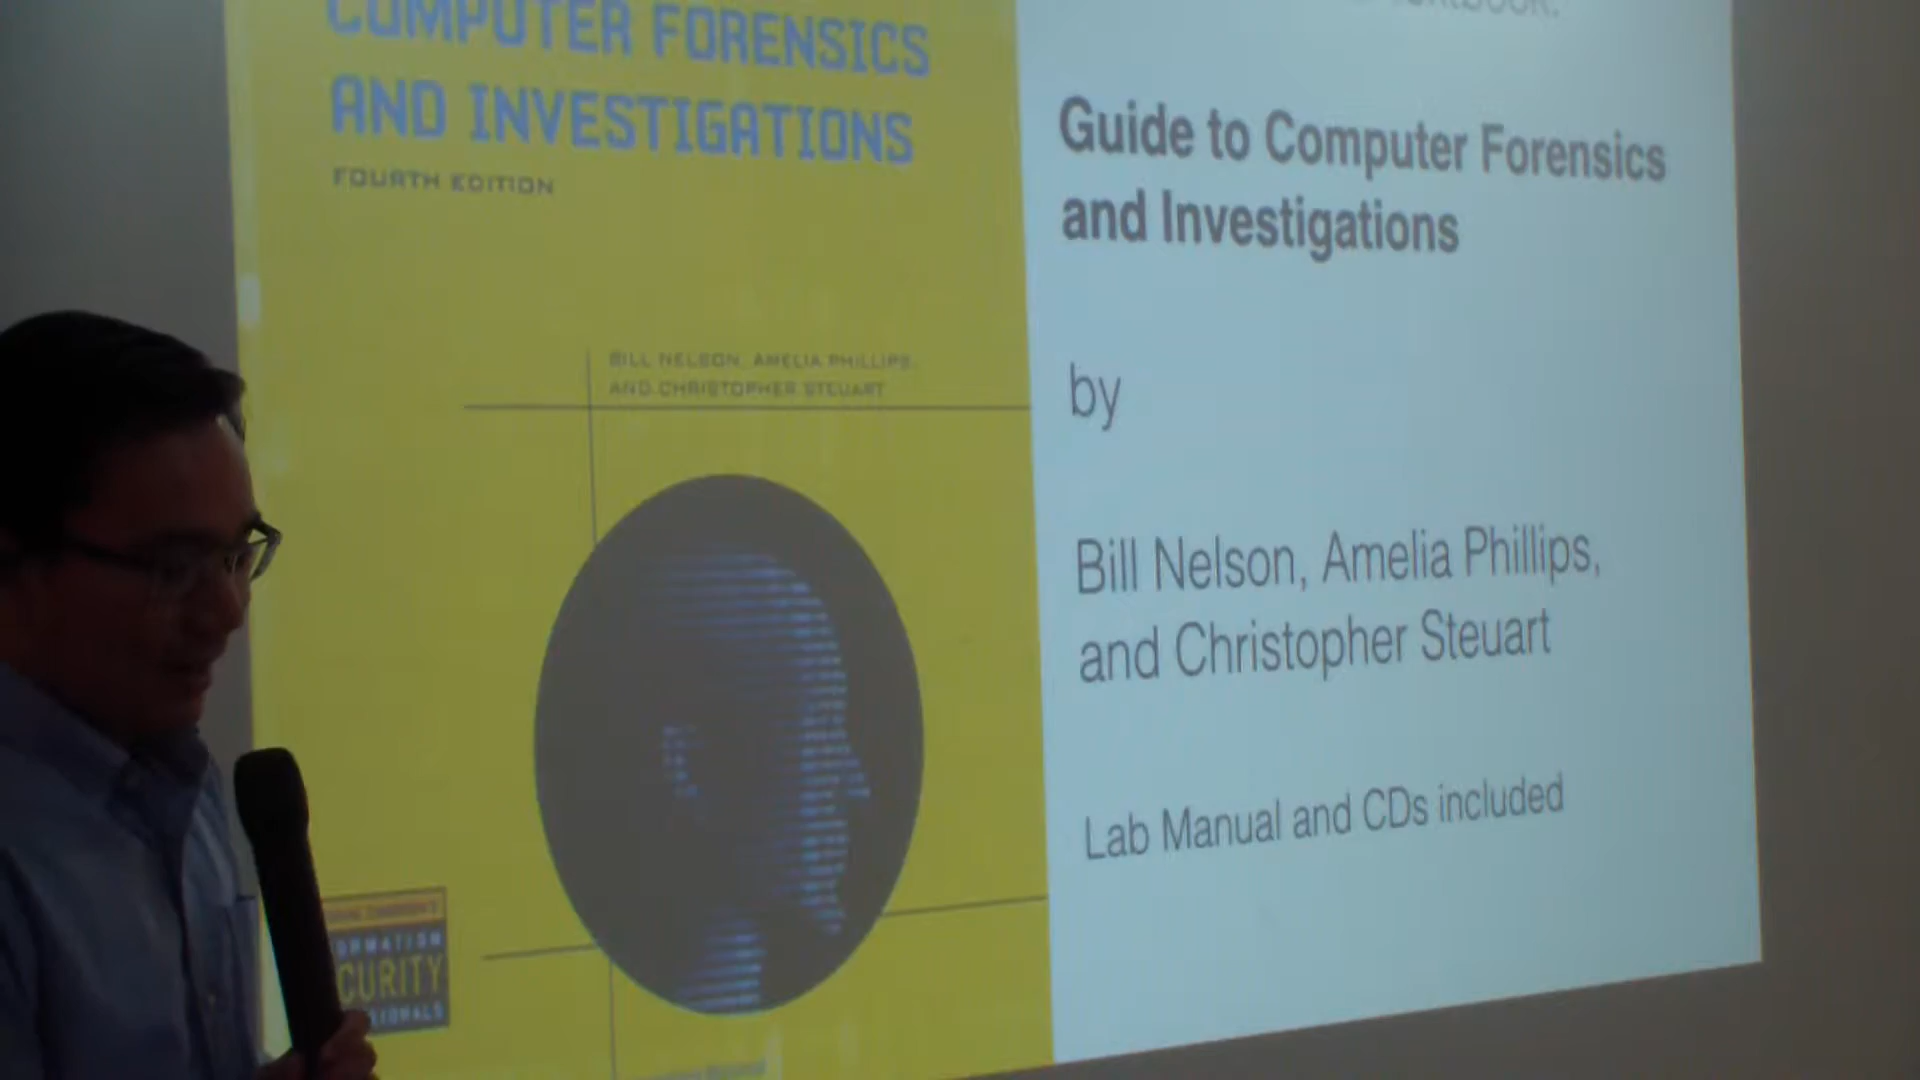 COMPUTER FORENSICS
AND INVESTIGATIONS
FOURTH EDITION
BILL NELSON, AMELIA PHILLIPS,
AND CHRISTOPHER STEUART
CURITY
Guide to Computer Forensics
and Investigations
by
Bill Nelson, Amelia Phillips,
and Christopher Steuart
Lab Manual and CDs included